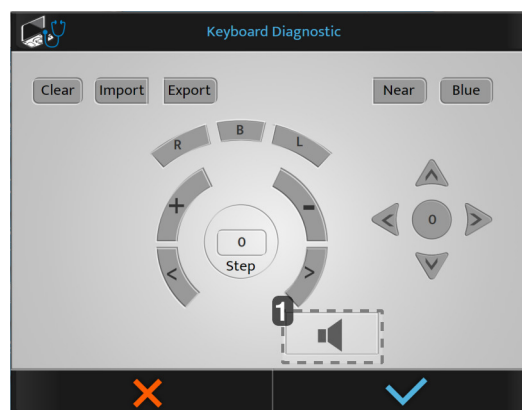 Keyboard Diagnostic
Clear Import Export Near Blue
R B L
+ -
0
Step
< >
0
1